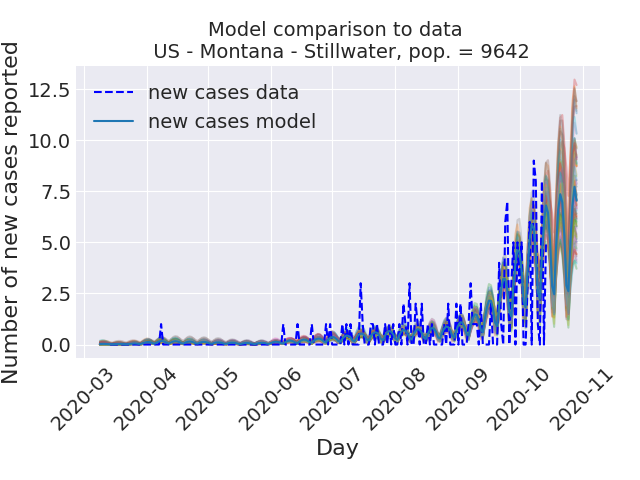 Model comparison to data
US - Montana - Stillwater, pop. = 9642
Number of new cases reported
12.5
10.0
7.5
5.0
2.5
0.0
new cases data
new cases model
2020-03
2020-04
2020-05
2020-06
2020-07
2020-08
2020-09
2020-10
2020-11
Day